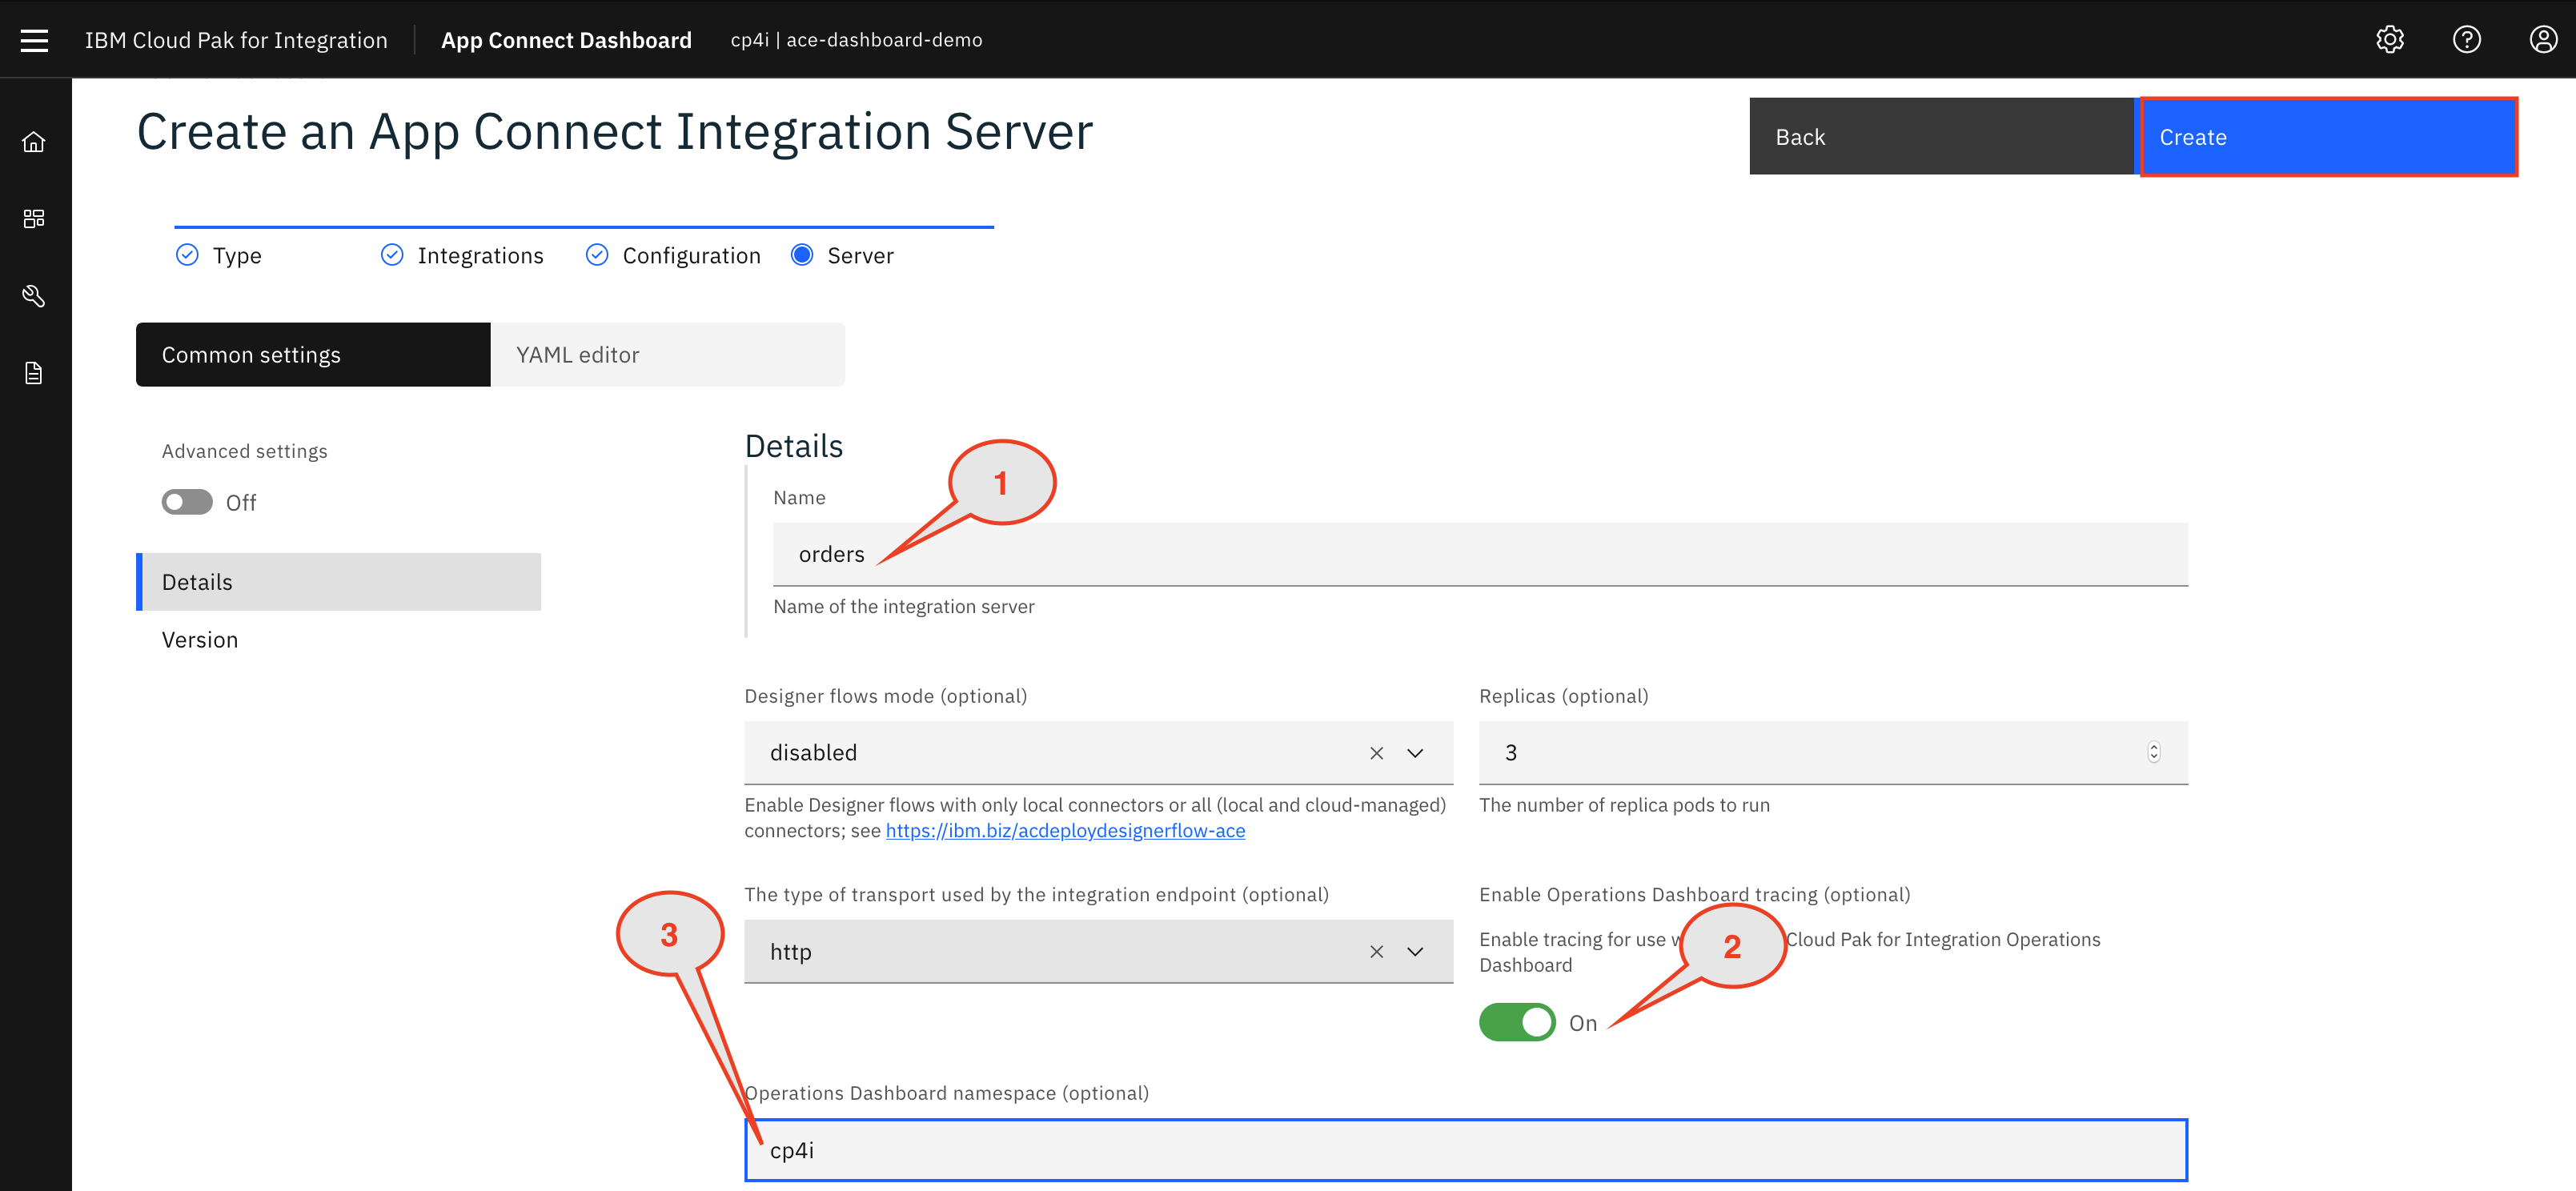 IBM Cloud Pak for Integration
App Connect Dashboard
cp4i | ace-dashboard-demo
Create an App Connect Integration Server
Back
Create
Type
Integrations
Configuration
Server
Common settings
YAML editor
Advanced settings
Off
Details
Version
Details
1
Name
orders
Name of the integration server
Designer flows mode (optional)
disabled
Enable Designer flows with only local connectors or all (local and cloud-managed)
connectors; see https://ibm.biz/acdeploydesignerflow-ace
Replicas (optional)
3
The number of replica pods to run
The type of transport used by the integration endpoint (optional)
http
3
Enable Operations Dashboard tracing (optional)
Enable tracing for use Cloud Pak for Integration Operations
Dashboard
2
On
Operations Dashboard namespace (optional)
cp4i